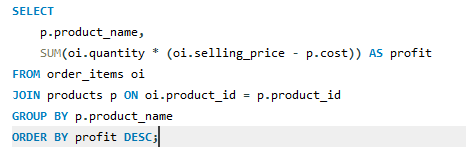 SELECT
    p.product_name,
    SUM(oi.quantity * (oi.selling_price - p.cost)) AS profit
FROM order_items oi
JOIN products p ON oi.product_id = p.product_id
GROUP BY p.product_name
ORDER BY profit DESC;